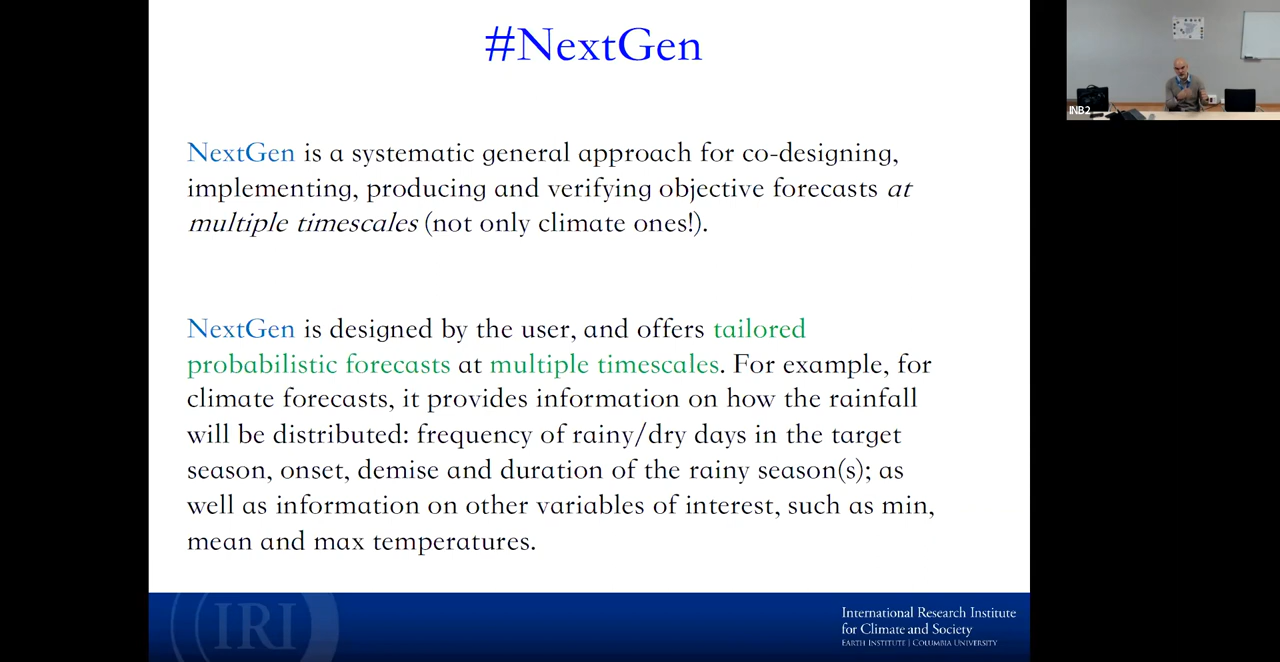 #NextGen
NextGen is a systematic general approach for co-designing,
implementing, producing and verifying objective forecasts at
multiple timescales (not only climate ones!).
NextGen is designed by the user, and offers tailored
probabilistic forecasts at multiple timescales. For example, for
climate forecasts, it provides information on how the rainfall
will be distributed: frequency of rainy/dry days in the target
season, onset, demise and duration of the rainy season(s); as
well as information on other variables of interest, such as min,
mean and max temperatures.
IRI
International Research Institute
for Climate and Society
EARTH INSTITUTE | COLUMBIA UNIVERSITY
INB2